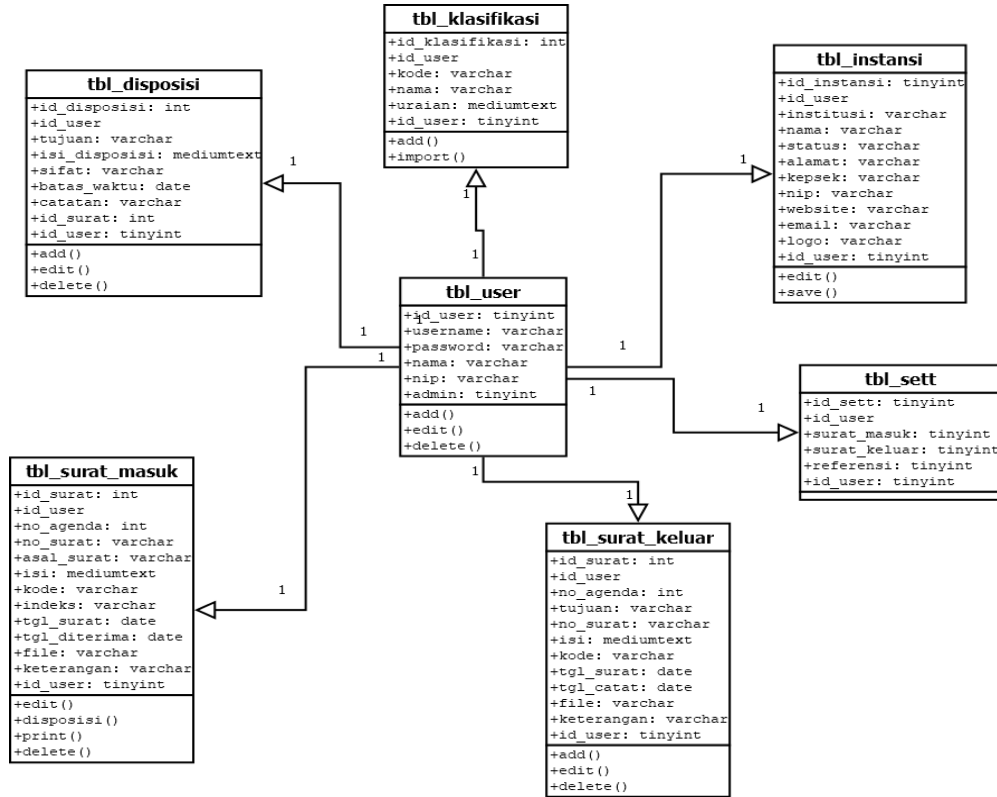 tbl_klasifikasi
+id_klasifikasi: int
+id_user
+kode: varchar
+nama: varchar
+uraian: mediumtext
+id_user: tinyint
+add()
+import()
tbl_disposisi
+id_disposisi: int
+id_user
+tujuan: varchar
+isi_disposisi: mediumtext
+sifat: varchar
+batas_waktu: date
+catatan: varchar
+id_surat: int
+id_user: tinyint
+add()
+edit()
+delete()
tbl_instansi
+id_instansi: tinyint
+id_user
+institusi: varchar
+nama: varchar
+status: varchar
+alamat: varchar
+kepsek: varchar
+nip: varchar
+website: varchar
+email: varchar
+logo: varchar
+id_user: tinyint
+edit()
+save()
1
1
1
1
tbl_user
+id_user: tinyint
1
+username: varchar
+password: varchar
+nama: varchar
+nip: varchar
+admin: tinyint
+add()
+edit()
+delete()
1
1
1
1
1
tbl_sett
+id_sett: tinyint
+id_user
+surat_masuk: tinyint
+surat_keluar: tinyint
+referensi: tinyint
+id_user: tinyint
tbl_surat_masuk
+id_surat: int
+id_user
+no_agenda: int
+no_surat: varchar
+asal_surat: varchar
+isi: mediumtext
+kode: varchar
+indeks: varchar
+tgl_surat: date
+tgl_diterima: date
+file: varchar
+keterangan: varchar
+id_user: tinyint
+edit()
+disposisi()
+print()
+delete()
1
1
1
tbl_surat_keluar
+id_surat: int
+id_user
+no_agenda: int
+tujuan: varchar
+no_surat: varchar
+isi: mediumtext
+kode: varchar
+tgl_surat: date
+tgl_catat: date
+file: varchar
+keterangan: varchar
+id_user: tinyint
+add()
+edit()
+delete()